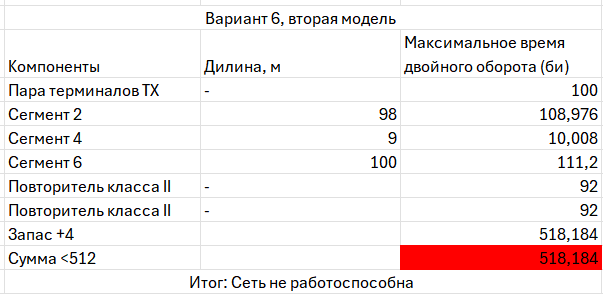 Вариант 6, вторая модель
Компоненты Дилина, м Максимальное время двойного оборота (би)
Пара терминалов TX - 100
Сегмент 2 98 108,976
Сегмент 4 9 10,008
Сегмент 6 100 111,2
Повторитель класса II - 92
Повторитель класса II - 92
Запас +4 518,184
Сумма <512 518,184
Итог: Сеть не работоспособна